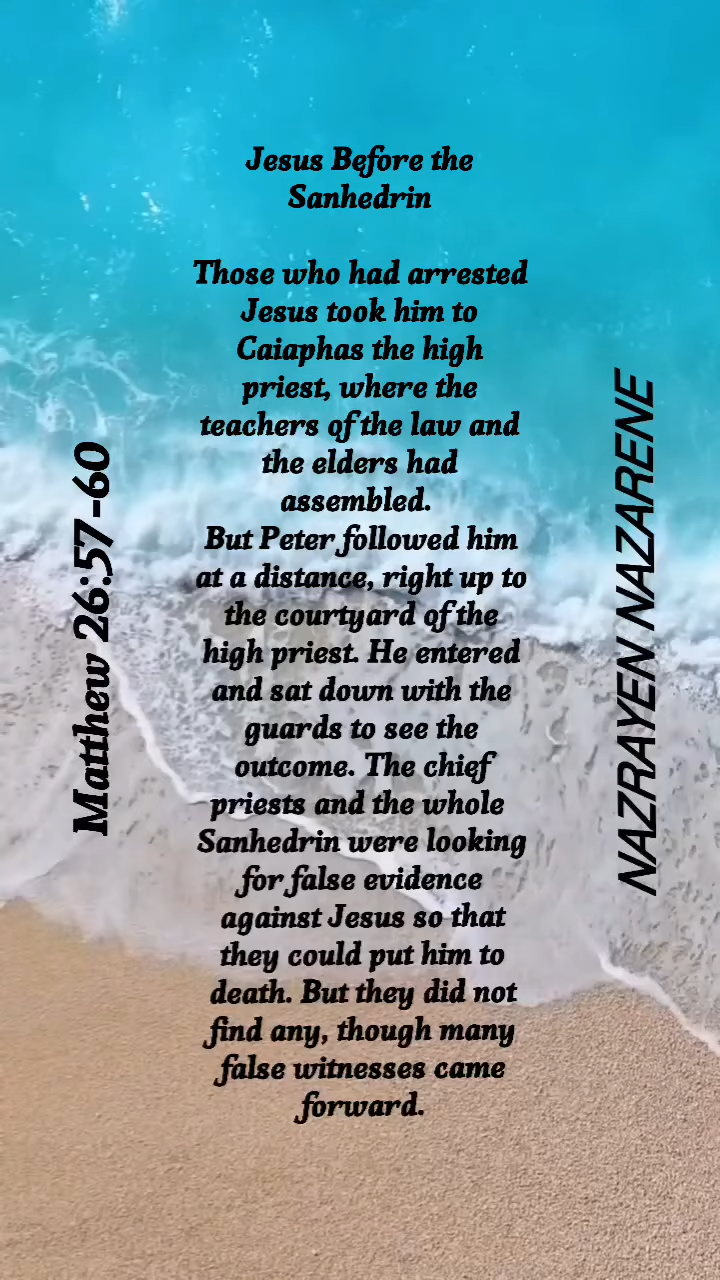 Jesus Before the
Sanhedrin
Those who had arrested
Jesus took him to
Caiaphas the high
priest, where the
teachers of the law and
the elders had
assembled.
But Peter followed him
at a distance, right up to
the courtyard of the
high priest. He entered
and sat down with the
guards to see the
outcome. The chief
priests and the whole
Sanhedrin were looking
for false evidence
against Jesus so that
they could put him to
death. But they did not
find any, though many
false witnesses came
forward.
Matthew 26:57-60
NAZRAYEN NAZARENE